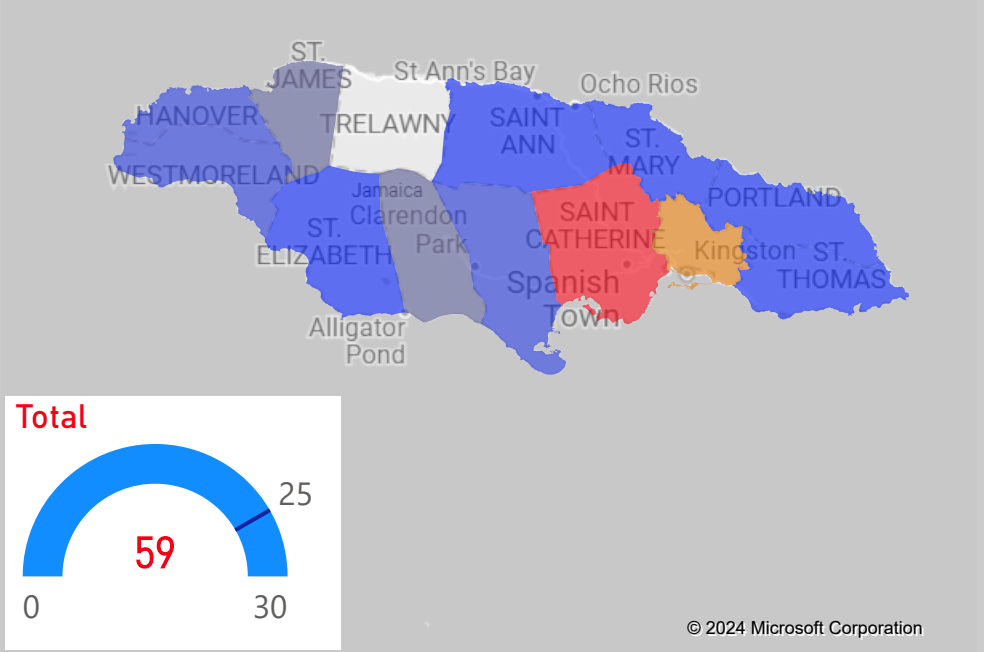 ST.
JAMES
St Ann's Bay
Ocho Rios
HANOVER
TRELAWNY
SAINT
ANN
ST.
MARY
WESTMORELAND
Jamaica
Clarendon
Park
PORTLAND
ST.
ELIZABETH
SAINT
CATHERINE
Kingston
ST.
THOMAS
Spanish
Town
Alligator
Pond
Total
25
59
0
30
© 2024 Microsoft Corporation